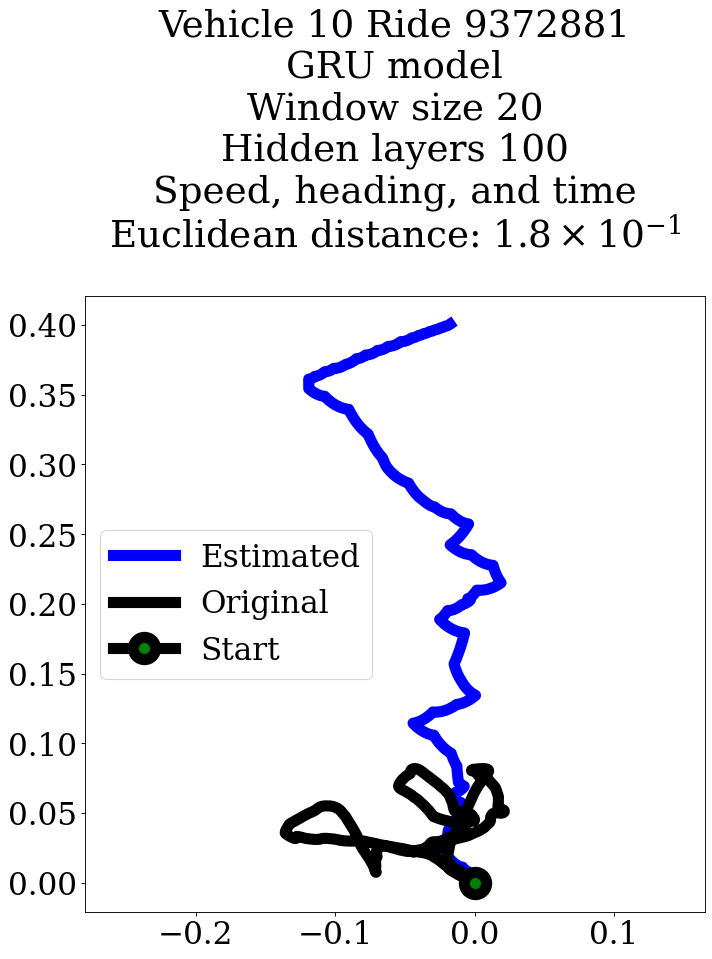 Vehicle 10 Ride 9372881
GRU model
Window size 20
Hidden layers 100
Speed, heading, and time
Euclidean distance: 1.8 × 10⁻¹
0.40
0.35
0.30
0.25
0.20
0.15
0.10
0.05
0.00
Estimated
Original
Start
−0.2
−0.1
0.0
0.1